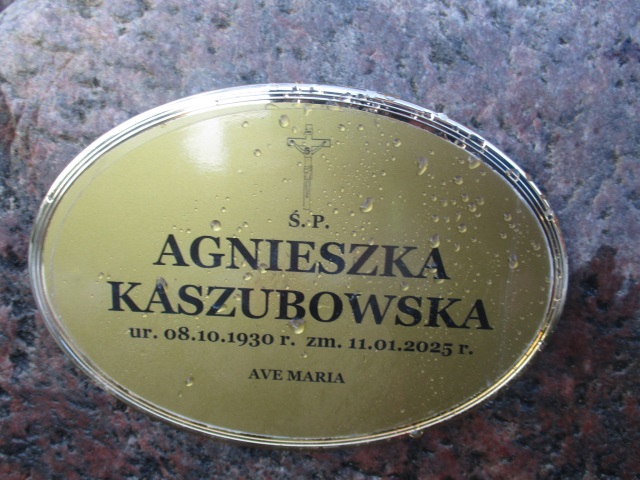 Ś. P.
AGNIESZKA
KASZUBOWSKA
ur. 08.10.1930 r. zm. 11.01.2025 r.
AVE MARIA